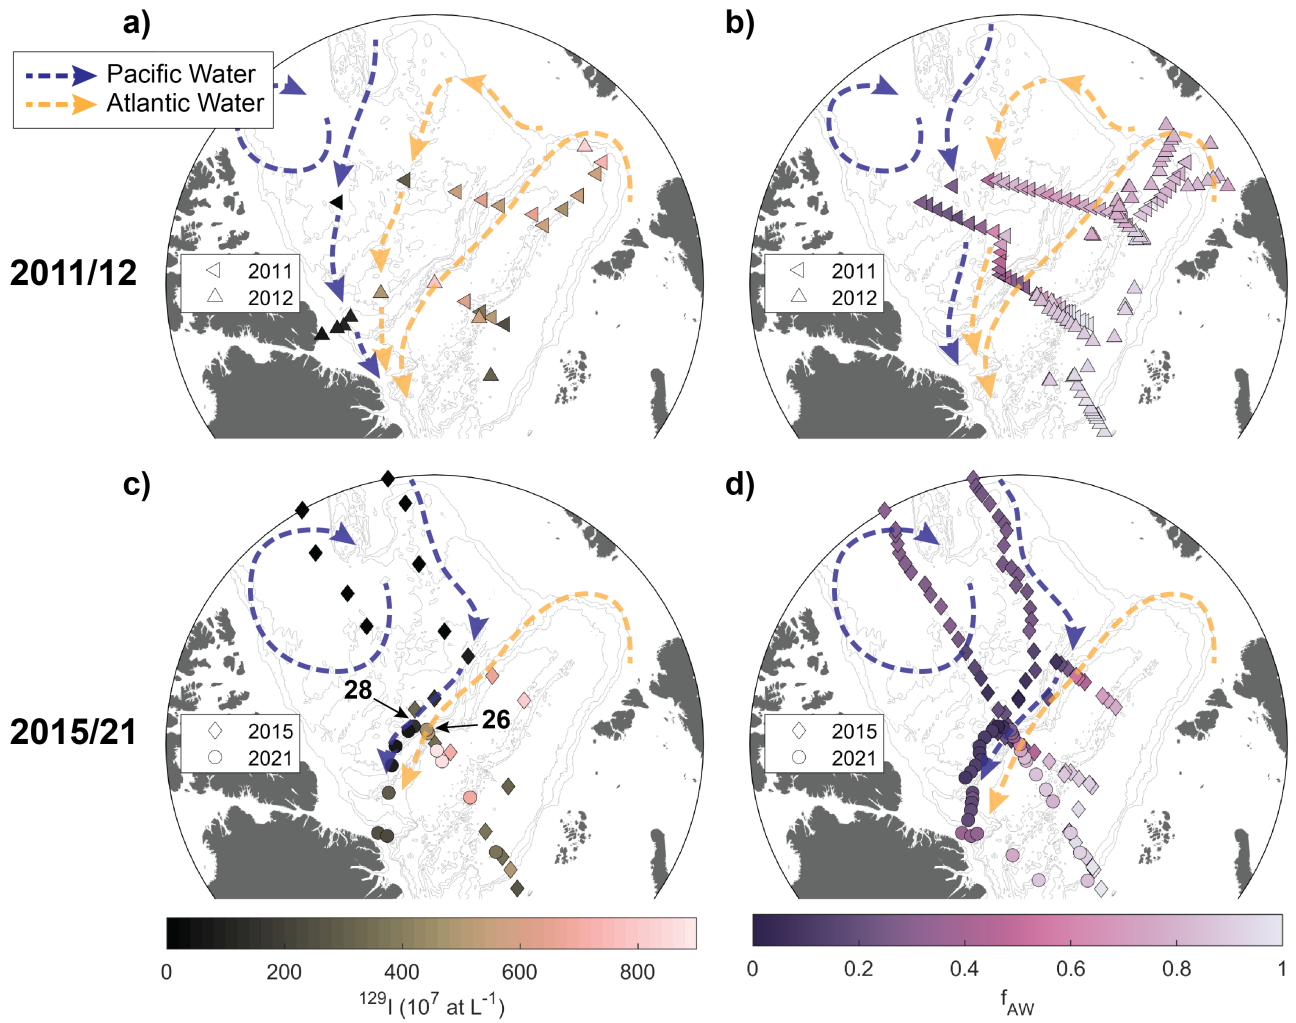 a)
b)
Pacific Water
Atlantic Water
2011/12
2011
2012
2011
2012
c)
d)
28
26
2015/21
2015
2021
2015
2021
0 200 400 600 800
¹²⁹I (10⁷ at L⁻¹)
0 0.2 0.4 0.6 0.8 1
f_AW